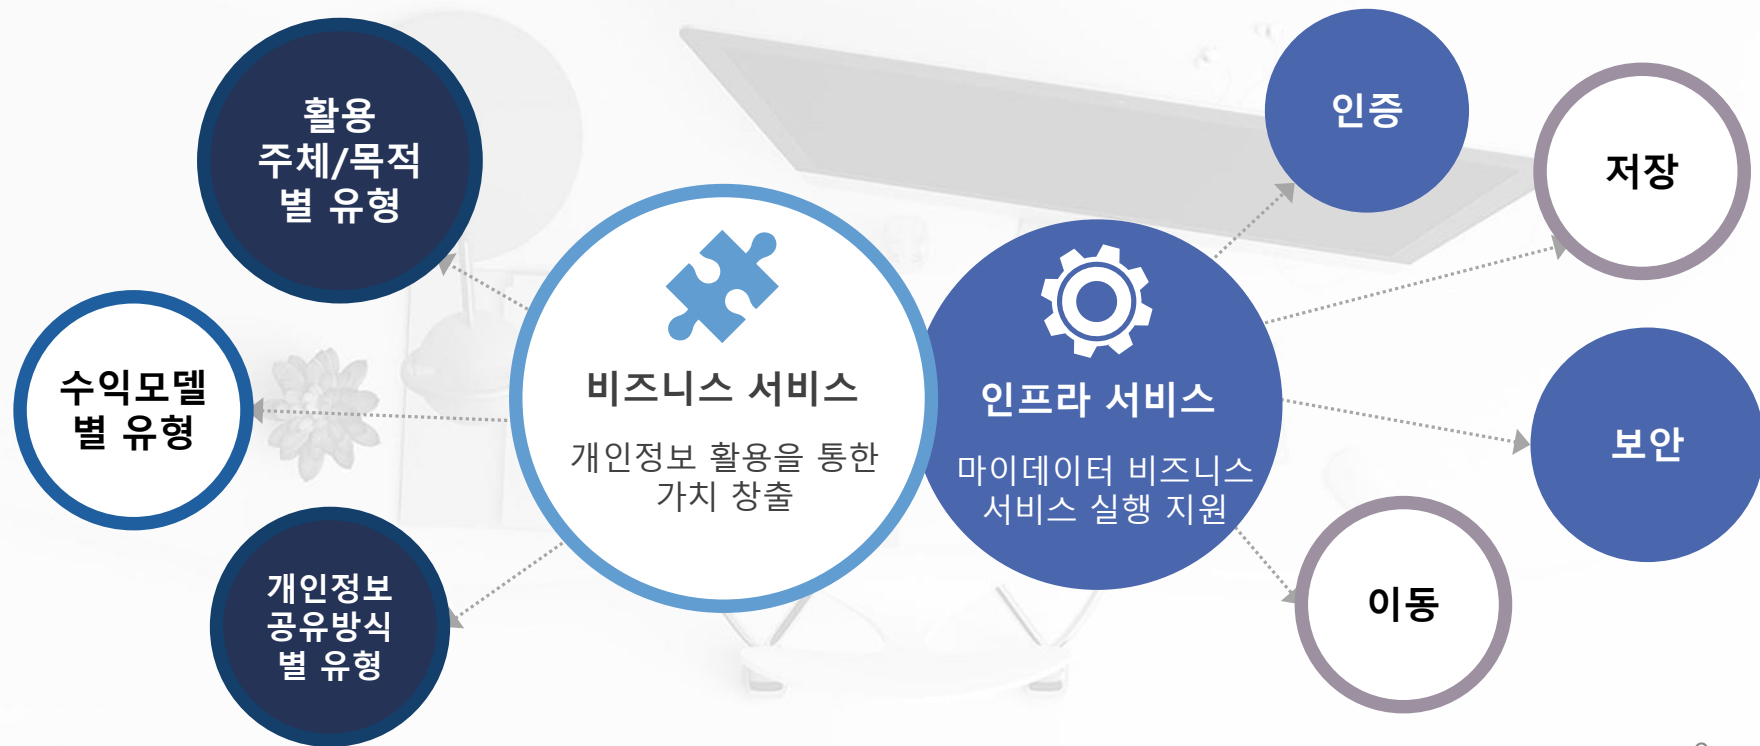 활용
주체/목적
별 유형
수익모델
별 유형
개인정보
공유방식
별 유형
비즈니스 서비스
개인정보 활용을 통한
가치 창출
인프라 서비스
마이데이터 비즈니스
서비스 실행 지원
인증
저장
보안
이동